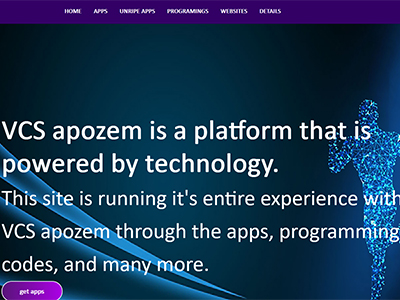 HOME APPS UNRIPE APPS PROGRAMINGS WEBSITES DETAILS
VCS apozem is a platform that is
powered by technology.
This site is running it's entire experience with
VCS apozem through the apps, programming
codes, and many more.
get apps